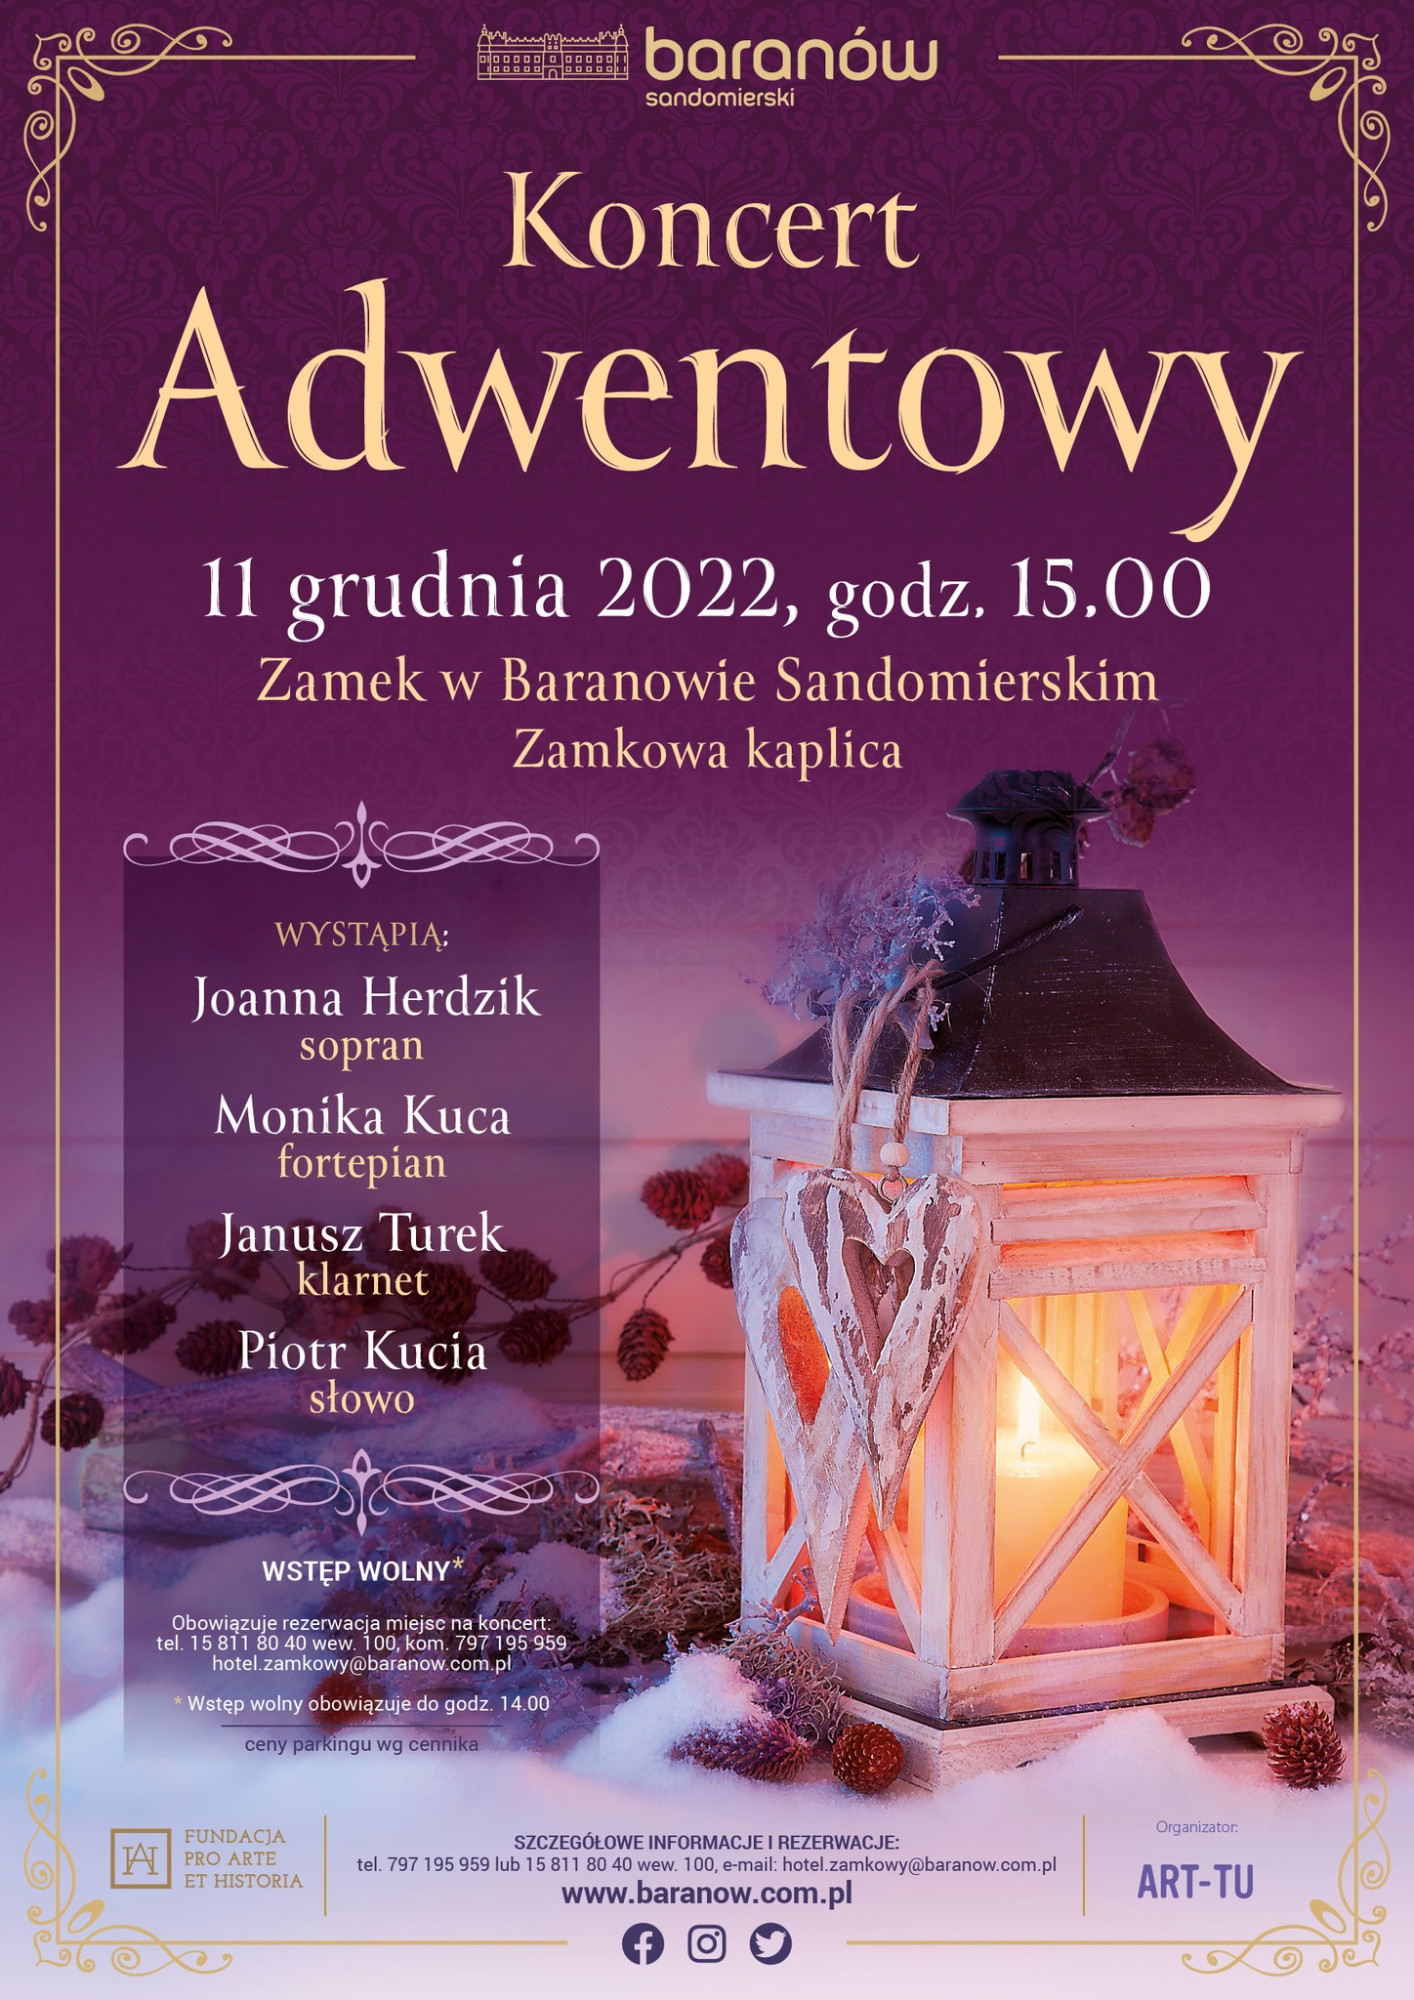 baranów
sandomierski
Koncert
Adwentowy
11 grudnia 2022, godz. 15.00
Zamek w Baranowie Sandomierskim
Zamkowa kaplica
WYSTĄPIĄ:
Joanna Herdzik
sopran
Monika Kuca
fortepian
Janusz Turek
klarnet
Piotr Kucia
słowo
WSTĘP WOLNY*
Obowiązuje rezerwacja miejsc na koncert:
tel. 15 811 80 40 wew. 100, kom. 797 195 959
hotel.zamkowy@baranow.com.pl
* Wstęp wolny obowiązuje do godz. 14.00
ceny parkingu wg cennika
FUNDACJA
PRO ARTE
ET HISTORIA
SZCZEGÓŁOWE INFORMACJE I REZERWACJE:
tel. 797 195 959 lub 15 811 80 40 wew. 100, e-mail: hotel.zamkowy@baranow.com.pl
www.baranow.com.pl
Organizator:
ART-TU